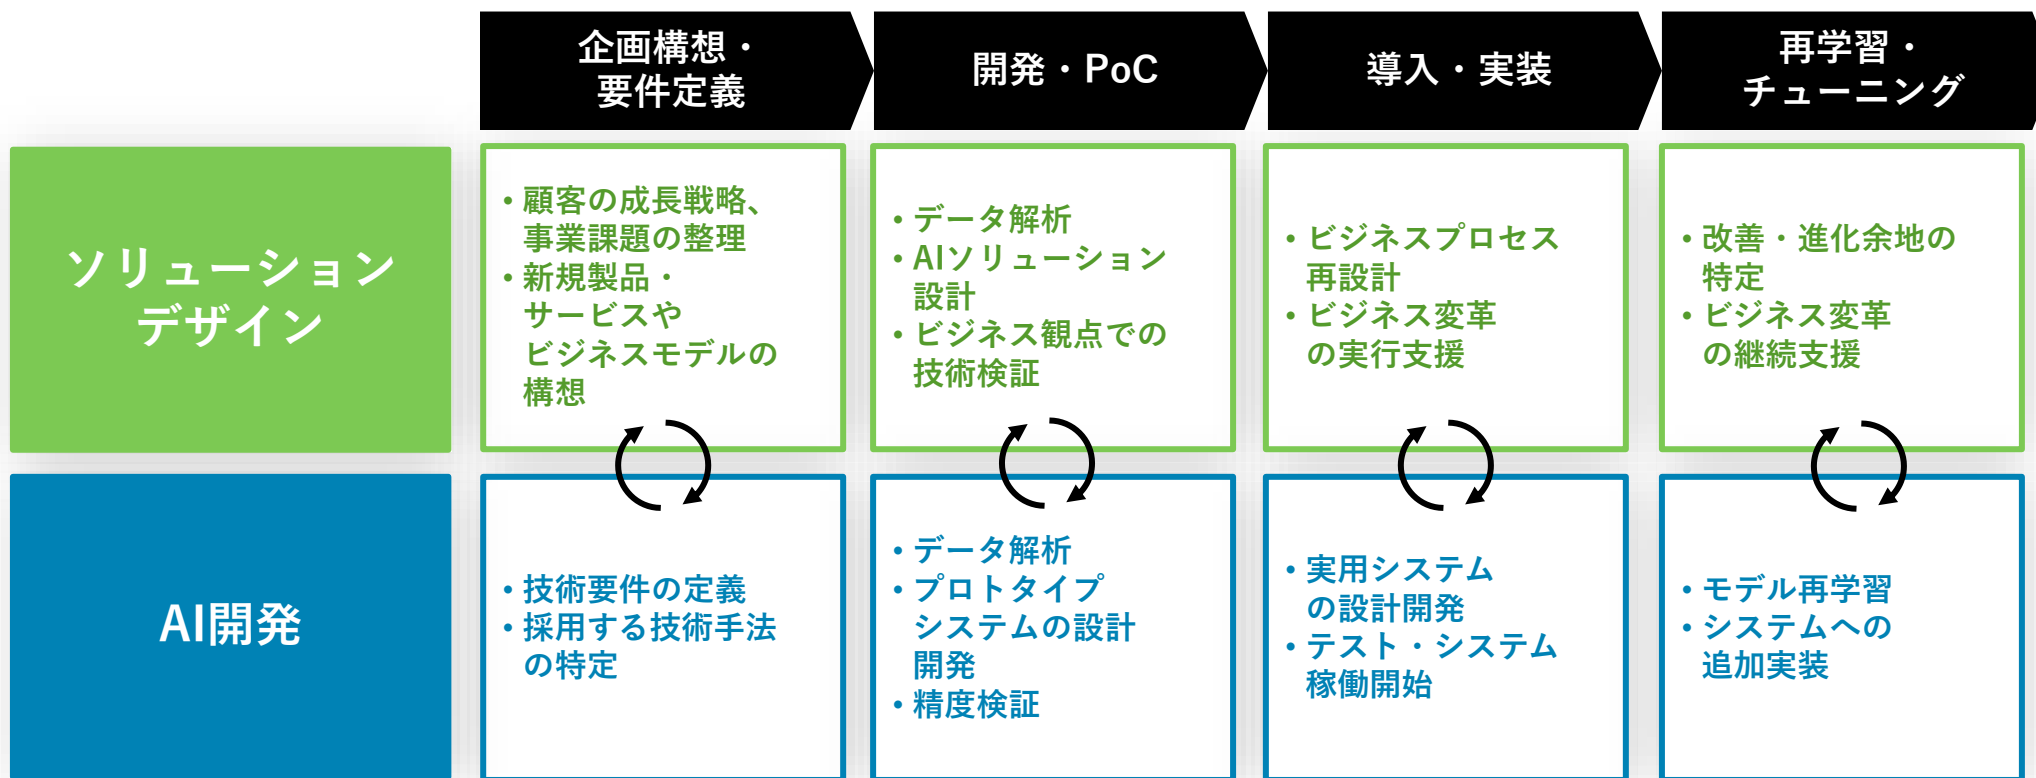 企画構想・
要件定義
開発・PoC
導入・実装
再学習・
チューニング
ソリューション
デザイン
・顧客の成長戦略、
事業課題の整理
・新規製品・
サービスや
ビジネスモデルの
構想
・データ解析
・AIソリューション
設計
・ビジネス観点での
技術検証
・ビジネスプロセス
再設計
・ビジネス変革
の実行支援
・改善・進化余地の
特定
・ビジネス変革
の継続支援
AI開発
・技術要件の定義
・採用する技術手法
の特定
・データ解析
・プロトタイプ
システムの設計
開発
・精度検証
・実用システム
の設計開発
・テスト・システム
稼働開始
・モデル再学習
・システムへの
追加実装